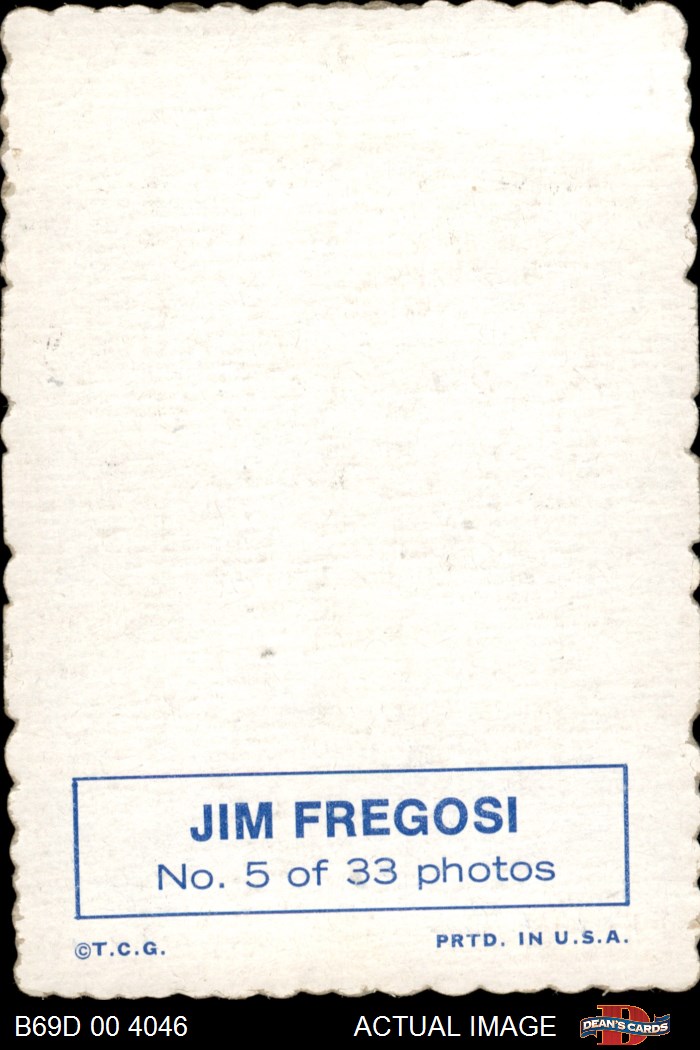 JIM FREGOSI
No. 5 of 33 photos
©T.C.G.
PRTD. IN U.S.A.
B69D 00 4046
ACTUAL IMAGE
D
DEAN'S CARDS